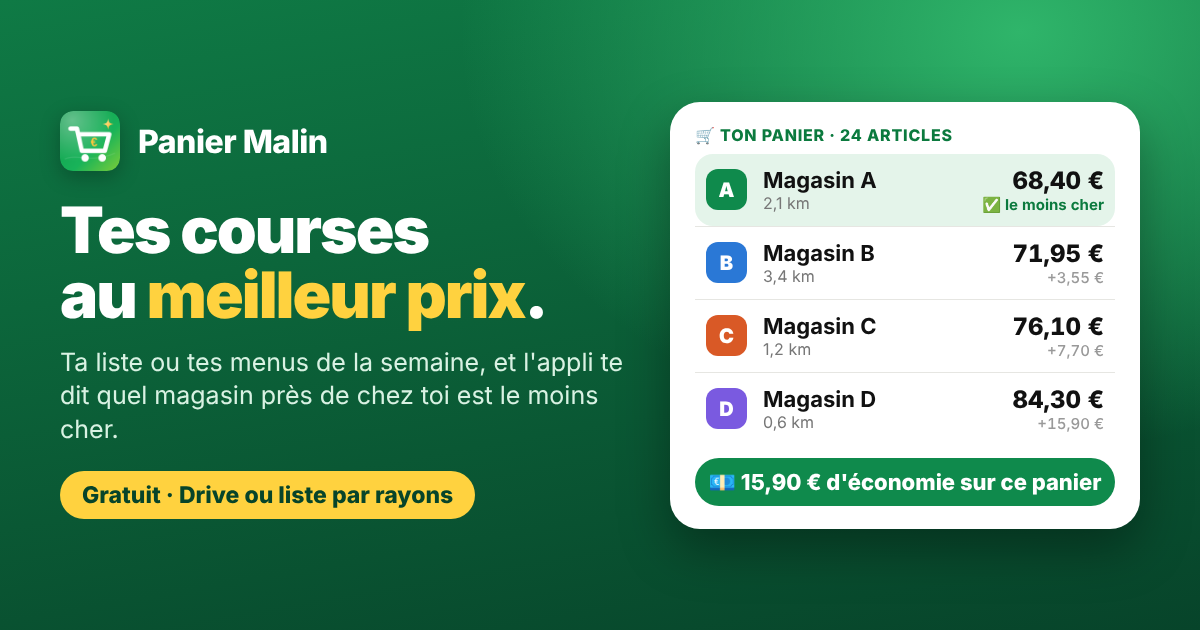 Panier Malin
Tes courses
au meilleur prix.
Ta liste ou tes menus de la semaine, et l'appli te
dit quel magasin près de chez toi est le moins
cher.
Gratuit · Drive ou liste par rayons
🛒 TON PANIER · 24 ARTICLES
A Magasin A 68,40 €
2,1 km ✅ le moins cher
B Magasin B 71,95 €
3,4 km +3,55 €
C Magasin C 76,10 €
1,2 km +7,70 €
D Magasin D 84,30 €
0,6 km +15,90 €
💶 15,90 € d'économie sur ce panier